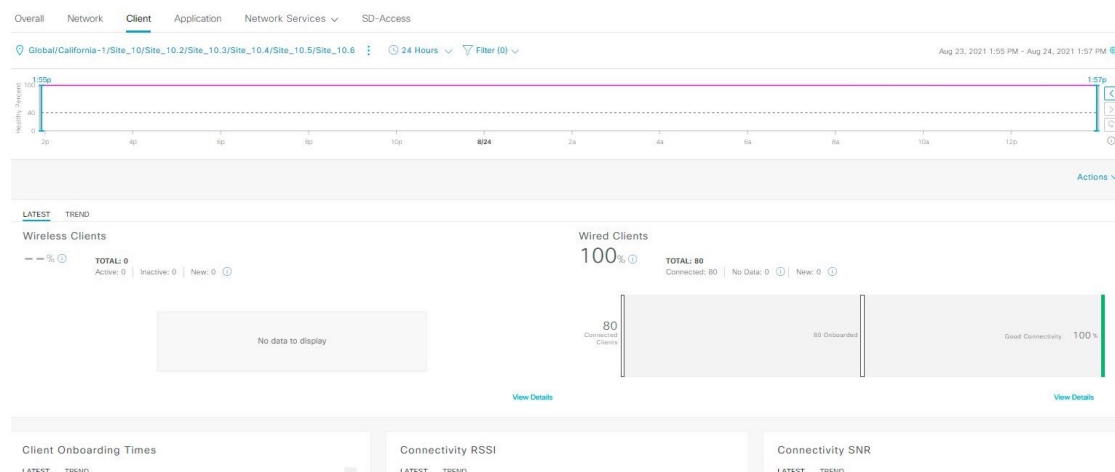 Overall Network Client Application Network Services SD-Access
Global/California-1/Site_10/Site_10.2/Site_10.3/Site_10.4/Site_10.5/Site_10.6 24 Hours Filter (0)
Aug 23, 2021 1:55 PM - Aug 24, 2021 1:57 PM
1:55p 1:57p
Healthy Percent
100
40
0
2p 4p 6p 8p 10p 8/24 2a 4a 6a 8a 10a 12p
Actions
LATEST TREND
Wireless Clients
--%
TOTAL: 0
Active: 0 Inactive: 0 New: 0
No data to display
View Details
Wired Clients
100%
TOTAL: 80
Connected: 80 No Data: 0 New: 0
80
Connected
Clients
80 Onboarded
Good Connectivity 100%
View Details
Client Onboarding Times
LATEST TREND
Connectivity RSSI
LATEST TREND
Connectivity SNR
LATEST TREND